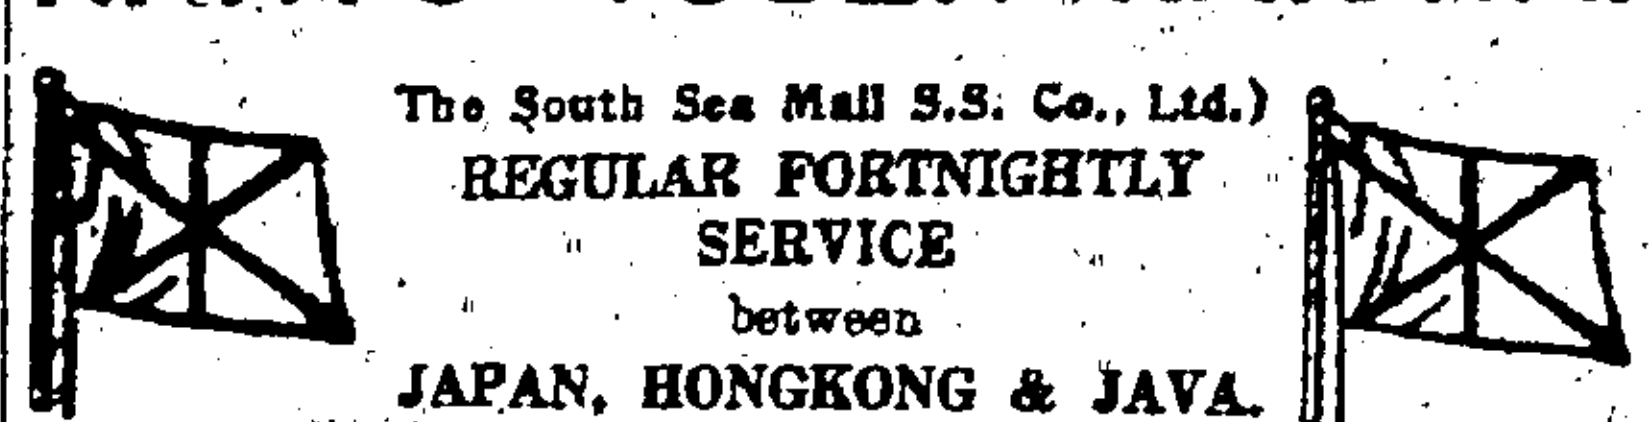 The South Sea Mail S.S. Co., Ltd.)
REGULAR FORTNIGHTLY
SERVICE
between
JAPAN, HONGKONG & JAVA.